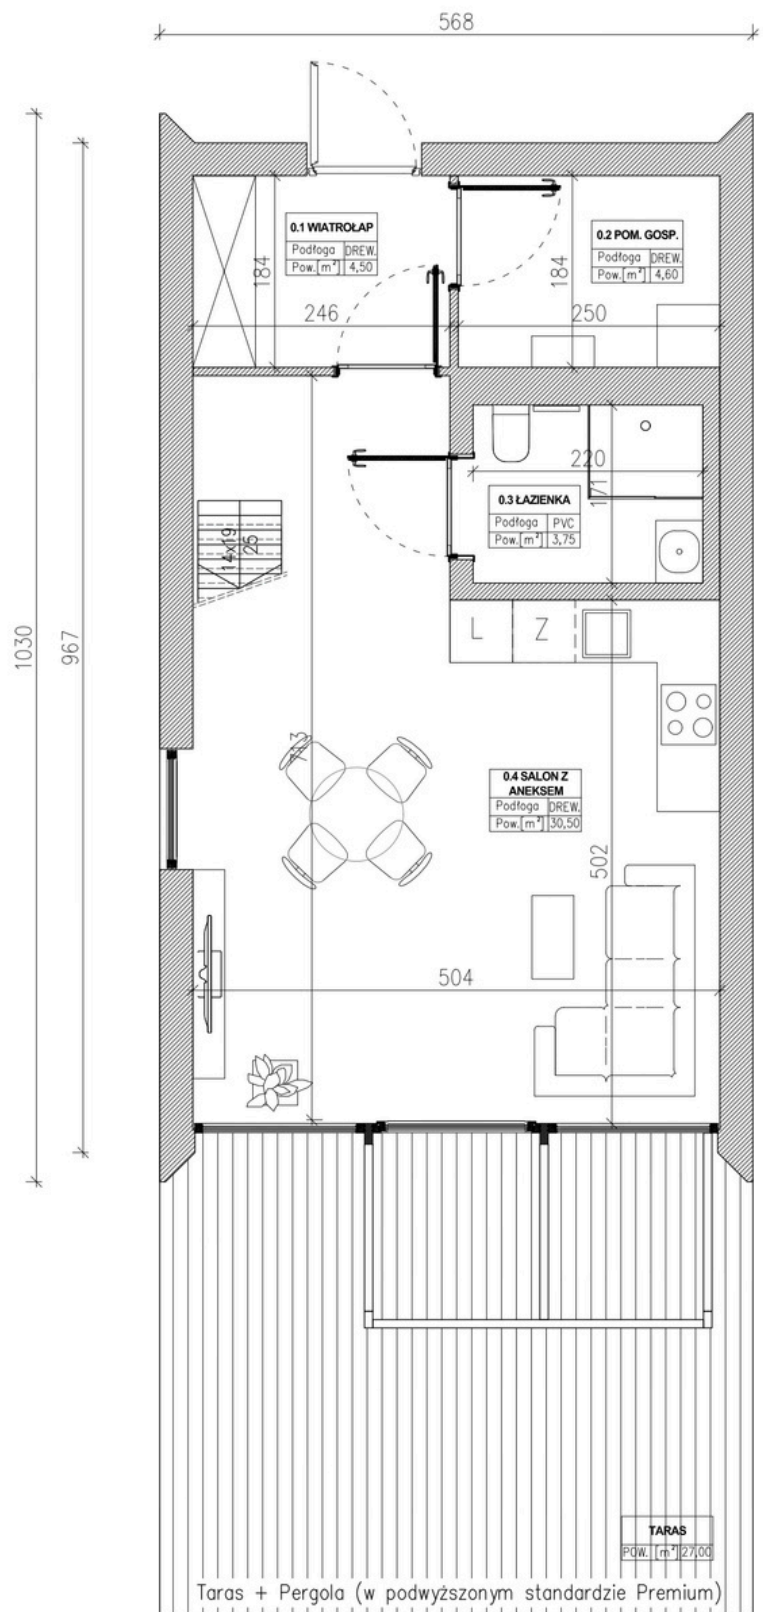 568
0.1 WIATROŁAP
Podłoga DREW.
Pow. [m²] 4,50
184
246
0.2 POM. GOSP.
Podłoga DREW.
Pow. [m²] 4,60
184
250
220
171
0.3 ŁAZIENKA
Podłoga PVC
Pow. [m²] 3,75
14x19
25
L Z
1030
967
713
0.4 SALON Z
ANEKSEM
Podłoga DREW.
Pow. [m²] 30,50
502
504
TARAS
POW. [m²] 27,00
Taras + Pergola (w podwyższonym standardzie Premium)